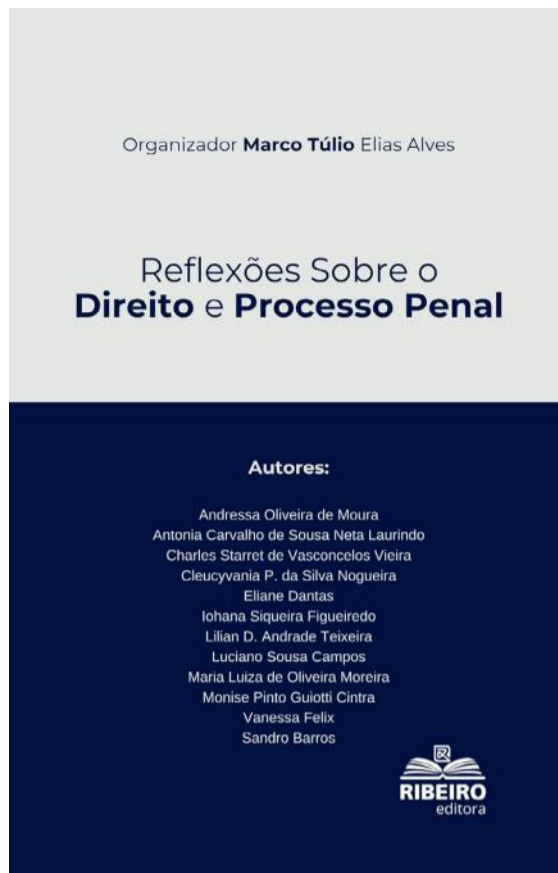 Organizador Marco Túlio Elias Alves
Reflexões Sobre o
Direito e Processo Penal
Autores:
Andressa Oliveira de Moura
Antonia Carvalho de Sousa Neta Laurindo
Charles Starret de Vasconcelos Vieira
Cleucyvania P. da Silva Nogueira
Eliane Dantas
Iohana Siqueira Figueiredo
Lilian D. Andrade Teixeira
Luciano Sousa Campos
Maria Luiza de Oliveira Moreira
Monise Pinto Guiotti Cintra
Vanessa Felix
Sandro Barros
RIBEIRO
editora